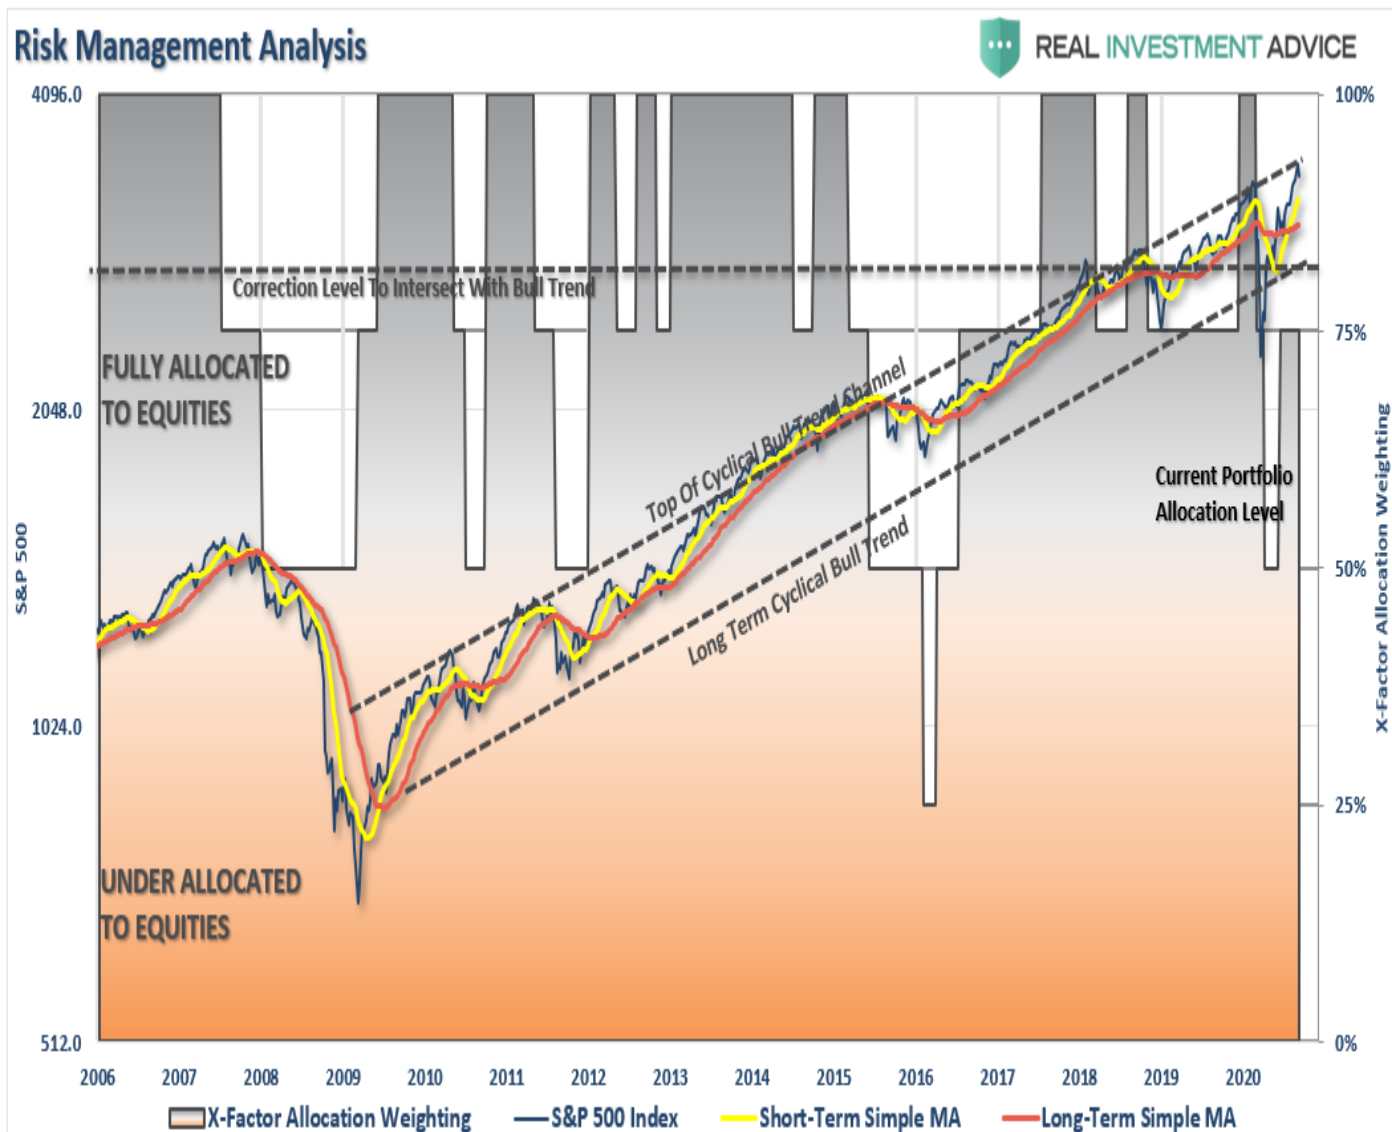 Risk Management Analysis
REAL INVESTMENT ADVICE
4096.0
100%
Correction Level To Intersect With Bull Trend
FULLY ALLOCATED
TO EQUITIES
75%
Top Of Cyclical Bull Trend Channel
2048.0
Current Portfolio
Allocation Level
S&P 500
X-Factor Allocation Weighting
50%
Long Term Cyclical Bull Trend
1024.0
25%
UNDER ALLOCATED
TO EQUITIES
512.0
0%
2006 2007 2008 2009 2010 2011 2012 2013 2014 2015 2016 2017 2018 2019 2020
X-Factor Allocation Weighting S&P 500 Index Short-Term Simple MA Long-Term Simple MA